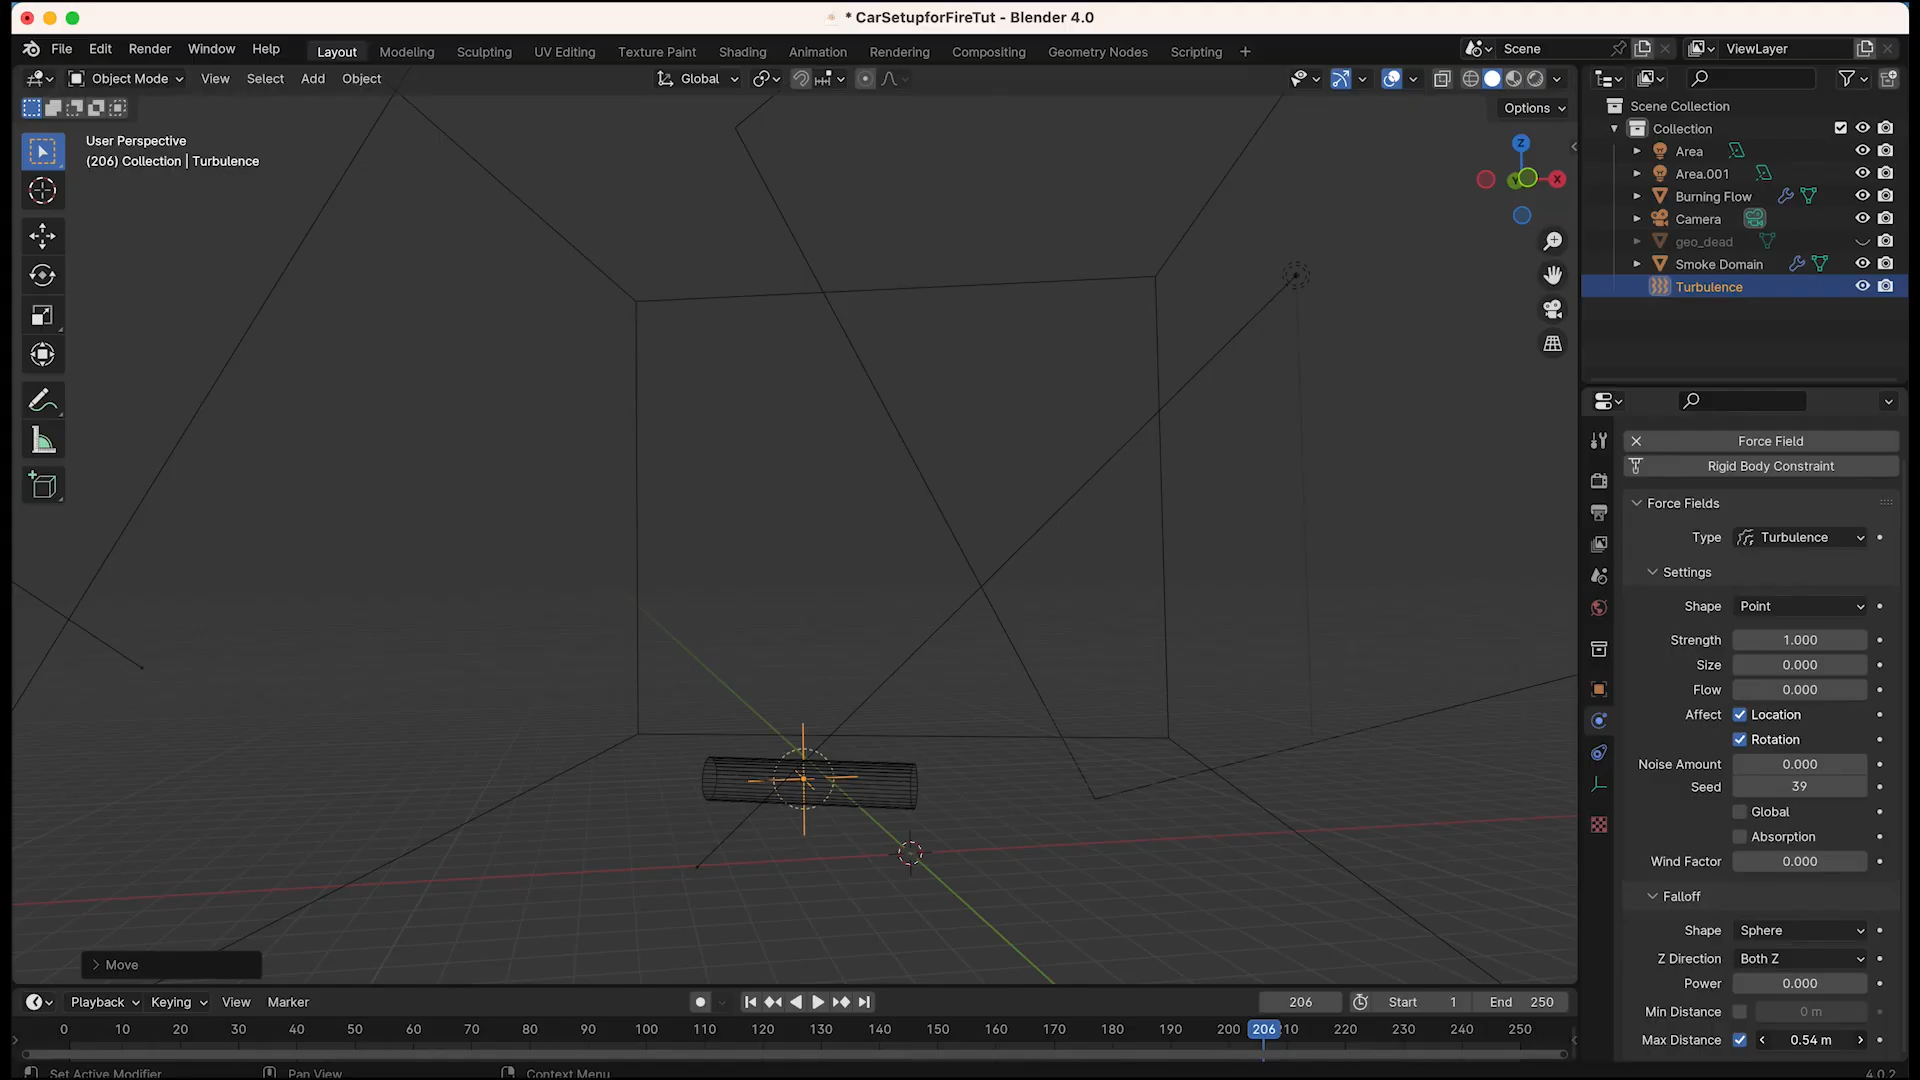 * CarSetupforFireTut - Blender 4.0
File Edit Render Window Help Layout Modeling Sculpting UV Editing Texture Paint Shading Animation Rendering Compositing Geometry Nodes Scripting + Scene ViewLayer
Object Mode View Select Add Object Global
Options
User Perspective
(206) Collection | Turbulence
Z
Y
X
Scene Collection
Collection
Area
Area.001
Burning Flow
Camera
geo_dead
Smoke Domain
Turbulence
Force Field
Rigid Body Constraint
Force Fields
Type Turbulence
Settings
Shape Point
Strength 1.000
Size 0.000
Flow 0.000
Affect Location
Rotation
Noise Amount 0.000
Seed 39
Global
Absorption
Wind Factor 0.000
Falloff
Shape Sphere
Z Direction Both Z
Power 0.000
Min Distance 0 m
Max Distance 0.54 m
Move
Playback Keying View Marker 206 Start 1 End 250
0 10 20 30 40 50 60 70 80 90 100 110 120 130 140 150 160 170 180 190 200 206 210 220 230 240 250
Set Active Modifier Pan View Context Menu 4.0.2